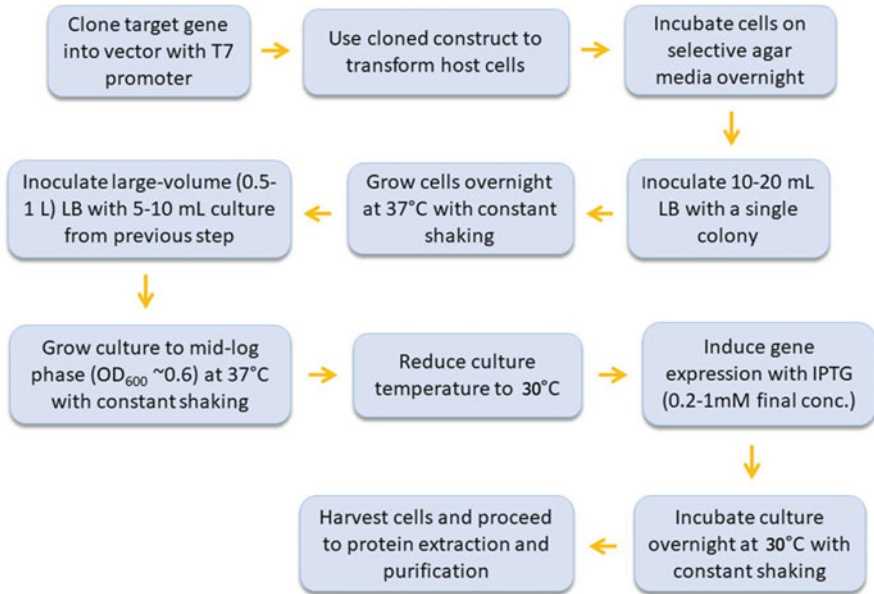 Clone target gene
into vector with T7
promoter
Use cloned construct to
transform host cells
Incubate cells on
selective agar
media overnight
Inoculate 10-20 mL
LB with a single
colony
Grow cells overnight
at 37°C with constant
shaking
Inoculate large-volume (0.5-
1 L) LB with 5-10 mL culture
from previous step
Grow culture to mid-log
phase (OD₆₀₀ ~0.6) at 37°C
with constant shaking
Reduce culture
temperature to 30°C
Induce gene
expression with IPTG
(0.2-1mM final conc.)
Incubate culture
overnight at 30°C with
constant shaking
Harvest cells and proceed
to protein extraction and
purification